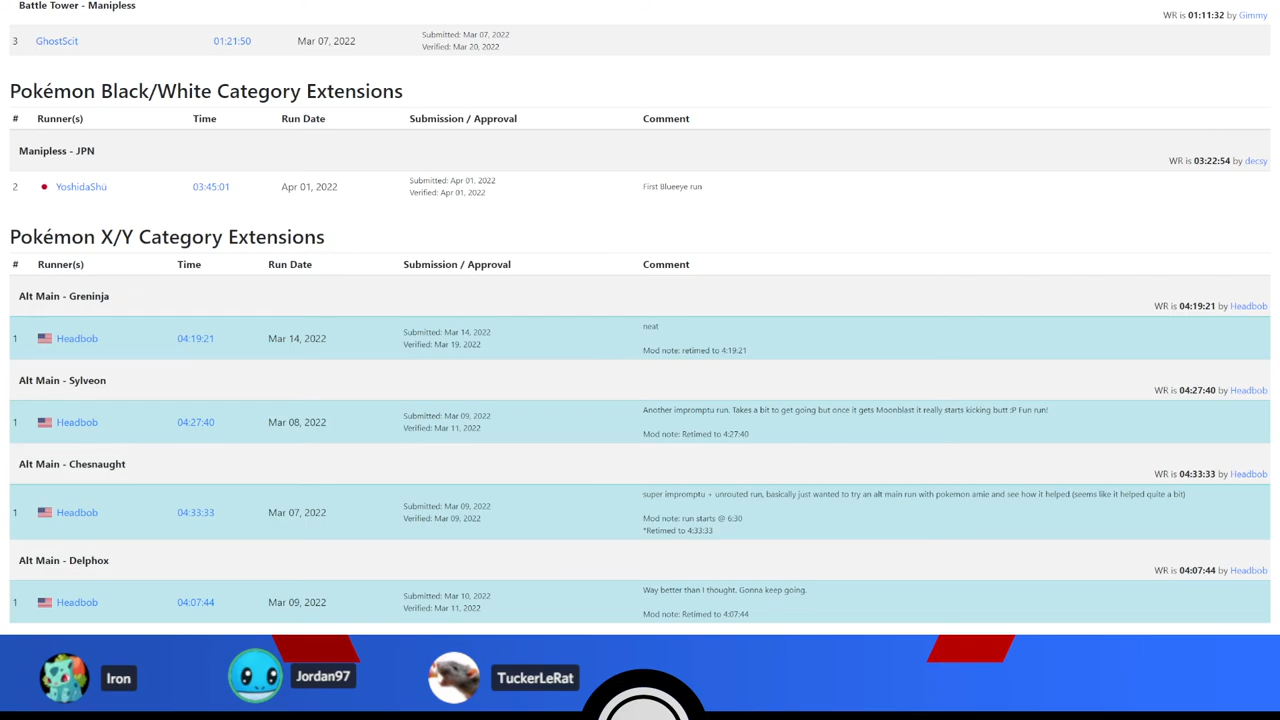 Battle Tower - Manipless
WR is 01:11:32 by Gimmy
3 GhostScit 01:21:50 Mar 07, 2022 Submitted: Mar 07, 2022
Verified: Mar 20, 2022
Pokémon Black/White Category Extensions
# Runner(s) Time Run Date Submission / Approval Comment
Manipless - JPN
WR is 03:22:54 by decsy
2 YoshidaShū 03:45:01 Apr 01, 2022 Submitted: Apr 01, 2022 First Blueeye run
Verified: Apr 01, 2022
Pokémon X/Y Category Extensions
# Runner(s) Time Run Date Submission / Approval Comment
Alt Main - Greninja
WR is 04:19:21 by Headbob
neat
1 Headbob 04:19:21 Mar 14, 2022 Submitted: Mar 14, 2022
Verified: Mar 19, 2022
Mod note: retimed to 4:19:21
Alt Main - Sylveon
WR is 04:27:40 by Headbob
Another impromptu run. Takes a bit to get going but once it gets Moonblast it really starts kicking butt :P Fun run!
1 Headbob 04:27:40 Mar 08, 2022 Submitted: Mar 09, 2022
Verified: Mar 11, 2022
Mod note: Retimed to 4:27:40
Alt Main - Chesnaught
WR is 04:33:33 by Headbob
super impromptu + unrouted run, basically just wanted to try an alt main run with pokemon amie and see how it helped (seems like it helped quite a bit)
1 Headbob 04:33:33 Mar 07, 2022 Submitted: Mar 09, 2022
Verified: Mar 09, 2022
Mod note: run starts @ 6:30
*Retimed to 4:33:33
Alt Main - Delphox
WR is 04:07:44 by Headbob
Way better than I thought. Gonna keep going.
1 Headbob 04:07:44 Mar 09, 2022 Submitted: Mar 10, 2022
Verified: Mar 11, 2022
Mod note: Retimed to 4:07:44
Iron Jordan97 TuckerLeRat